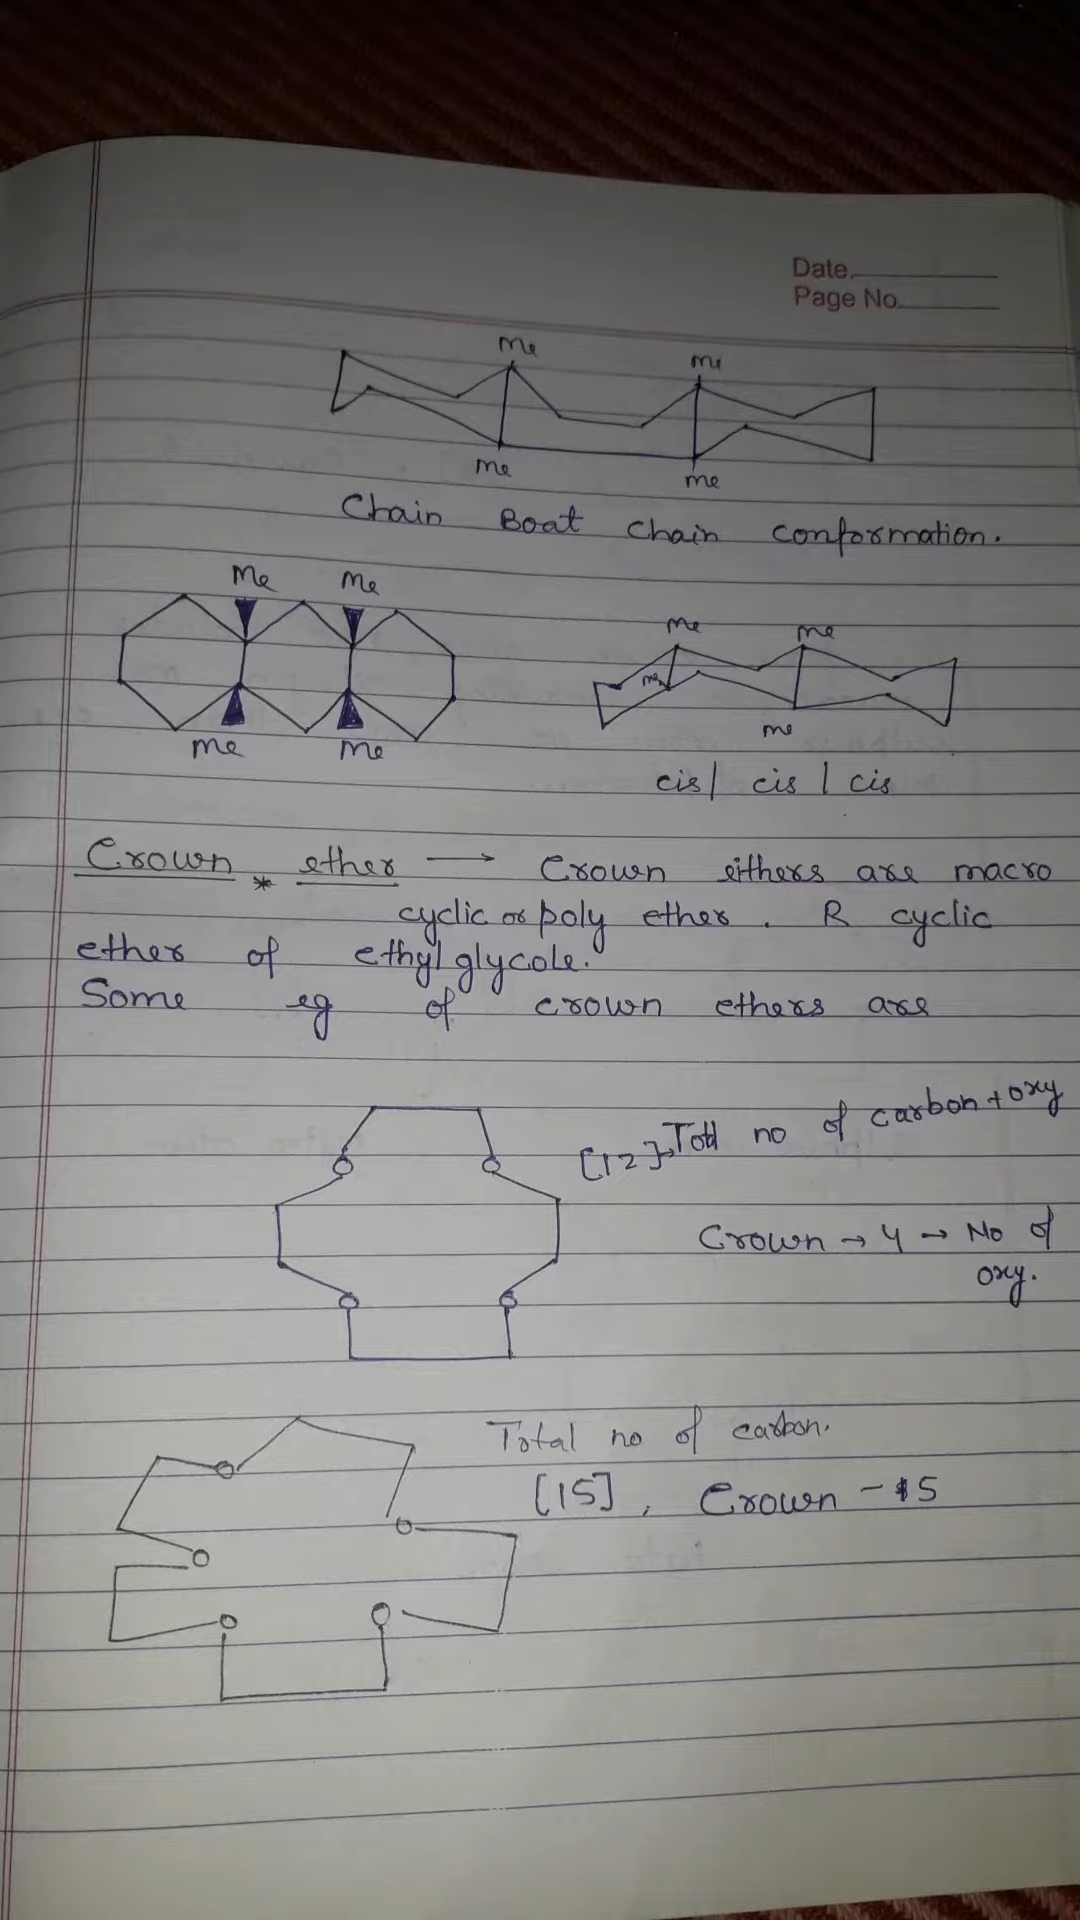 Date.
Page No.
Me Me
Me Me
Chain Boat Chain conformation.
Me Me
Me Me
Me Me
Me
Me
cis/ cis / cis
Crown * ether → Crown eithers are macro
cyclic or poly ether. R cyclic
ether of ethyl glycole.
Some eg of crown ethers are
[12]→ Total no of carbon + oxy
Crown → 4 → No of
oxy.
Total no of carbon.
[15], Crown - 5